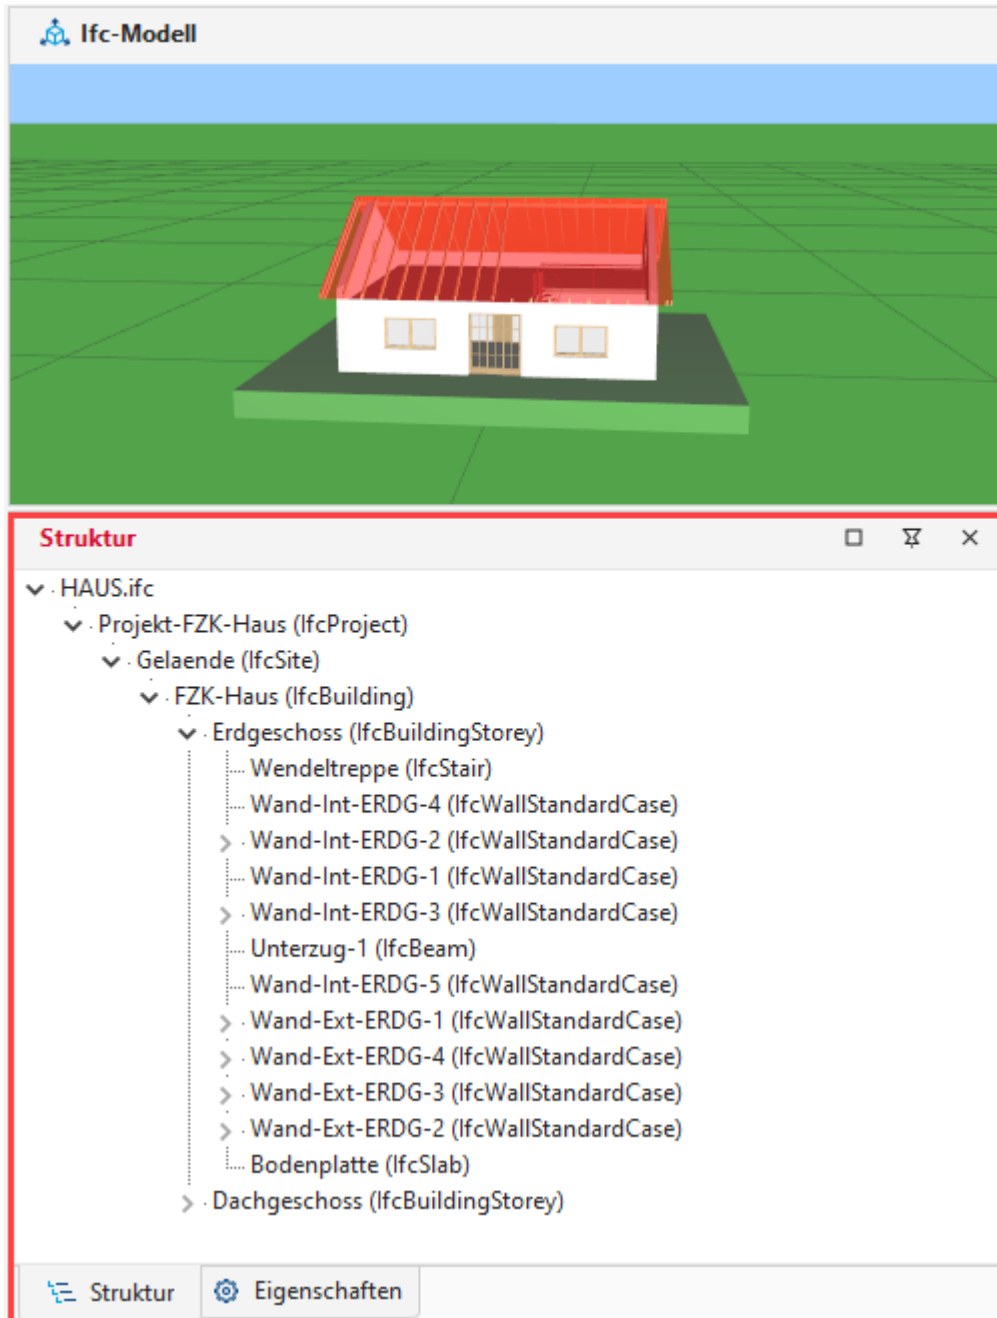 Ifc-Modell
Struktur
HAUS.ifc
Projekt-FZK-Haus (IfcProject)
Gelaende (IfcSite)
FZK-Haus (IfcBuilding)
Erdgeschoss (IfcBuildingStorey)
Wendeltreppe (IfcStair)
Wand-Int-ERDG-4 (IfcWallStandardCase)
Wand-Int-ERDG-2 (IfcWallStandardCase)
Wand-Int-ERDG-1 (IfcWallStandardCase)
Wand-Int-ERDG-3 (IfcWallStandardCase)
Unterzug-1 (IfcBeam)
Wand-Int-ERDG-5 (IfcWallStandardCase)
Wand-Ext-ERDG-1 (IfcWallStandardCase)
Wand-Ext-ERDG-4 (IfcWallStandardCase)
Wand-Ext-ERDG-3 (IfcWallStandardCase)
Wand-Ext-ERDG-2 (IfcWallStandardCase)
Bodenplatte (IfcSlab)
Dachgeschoss (IfcBuildingStorey)
Struktur Eigenschaften